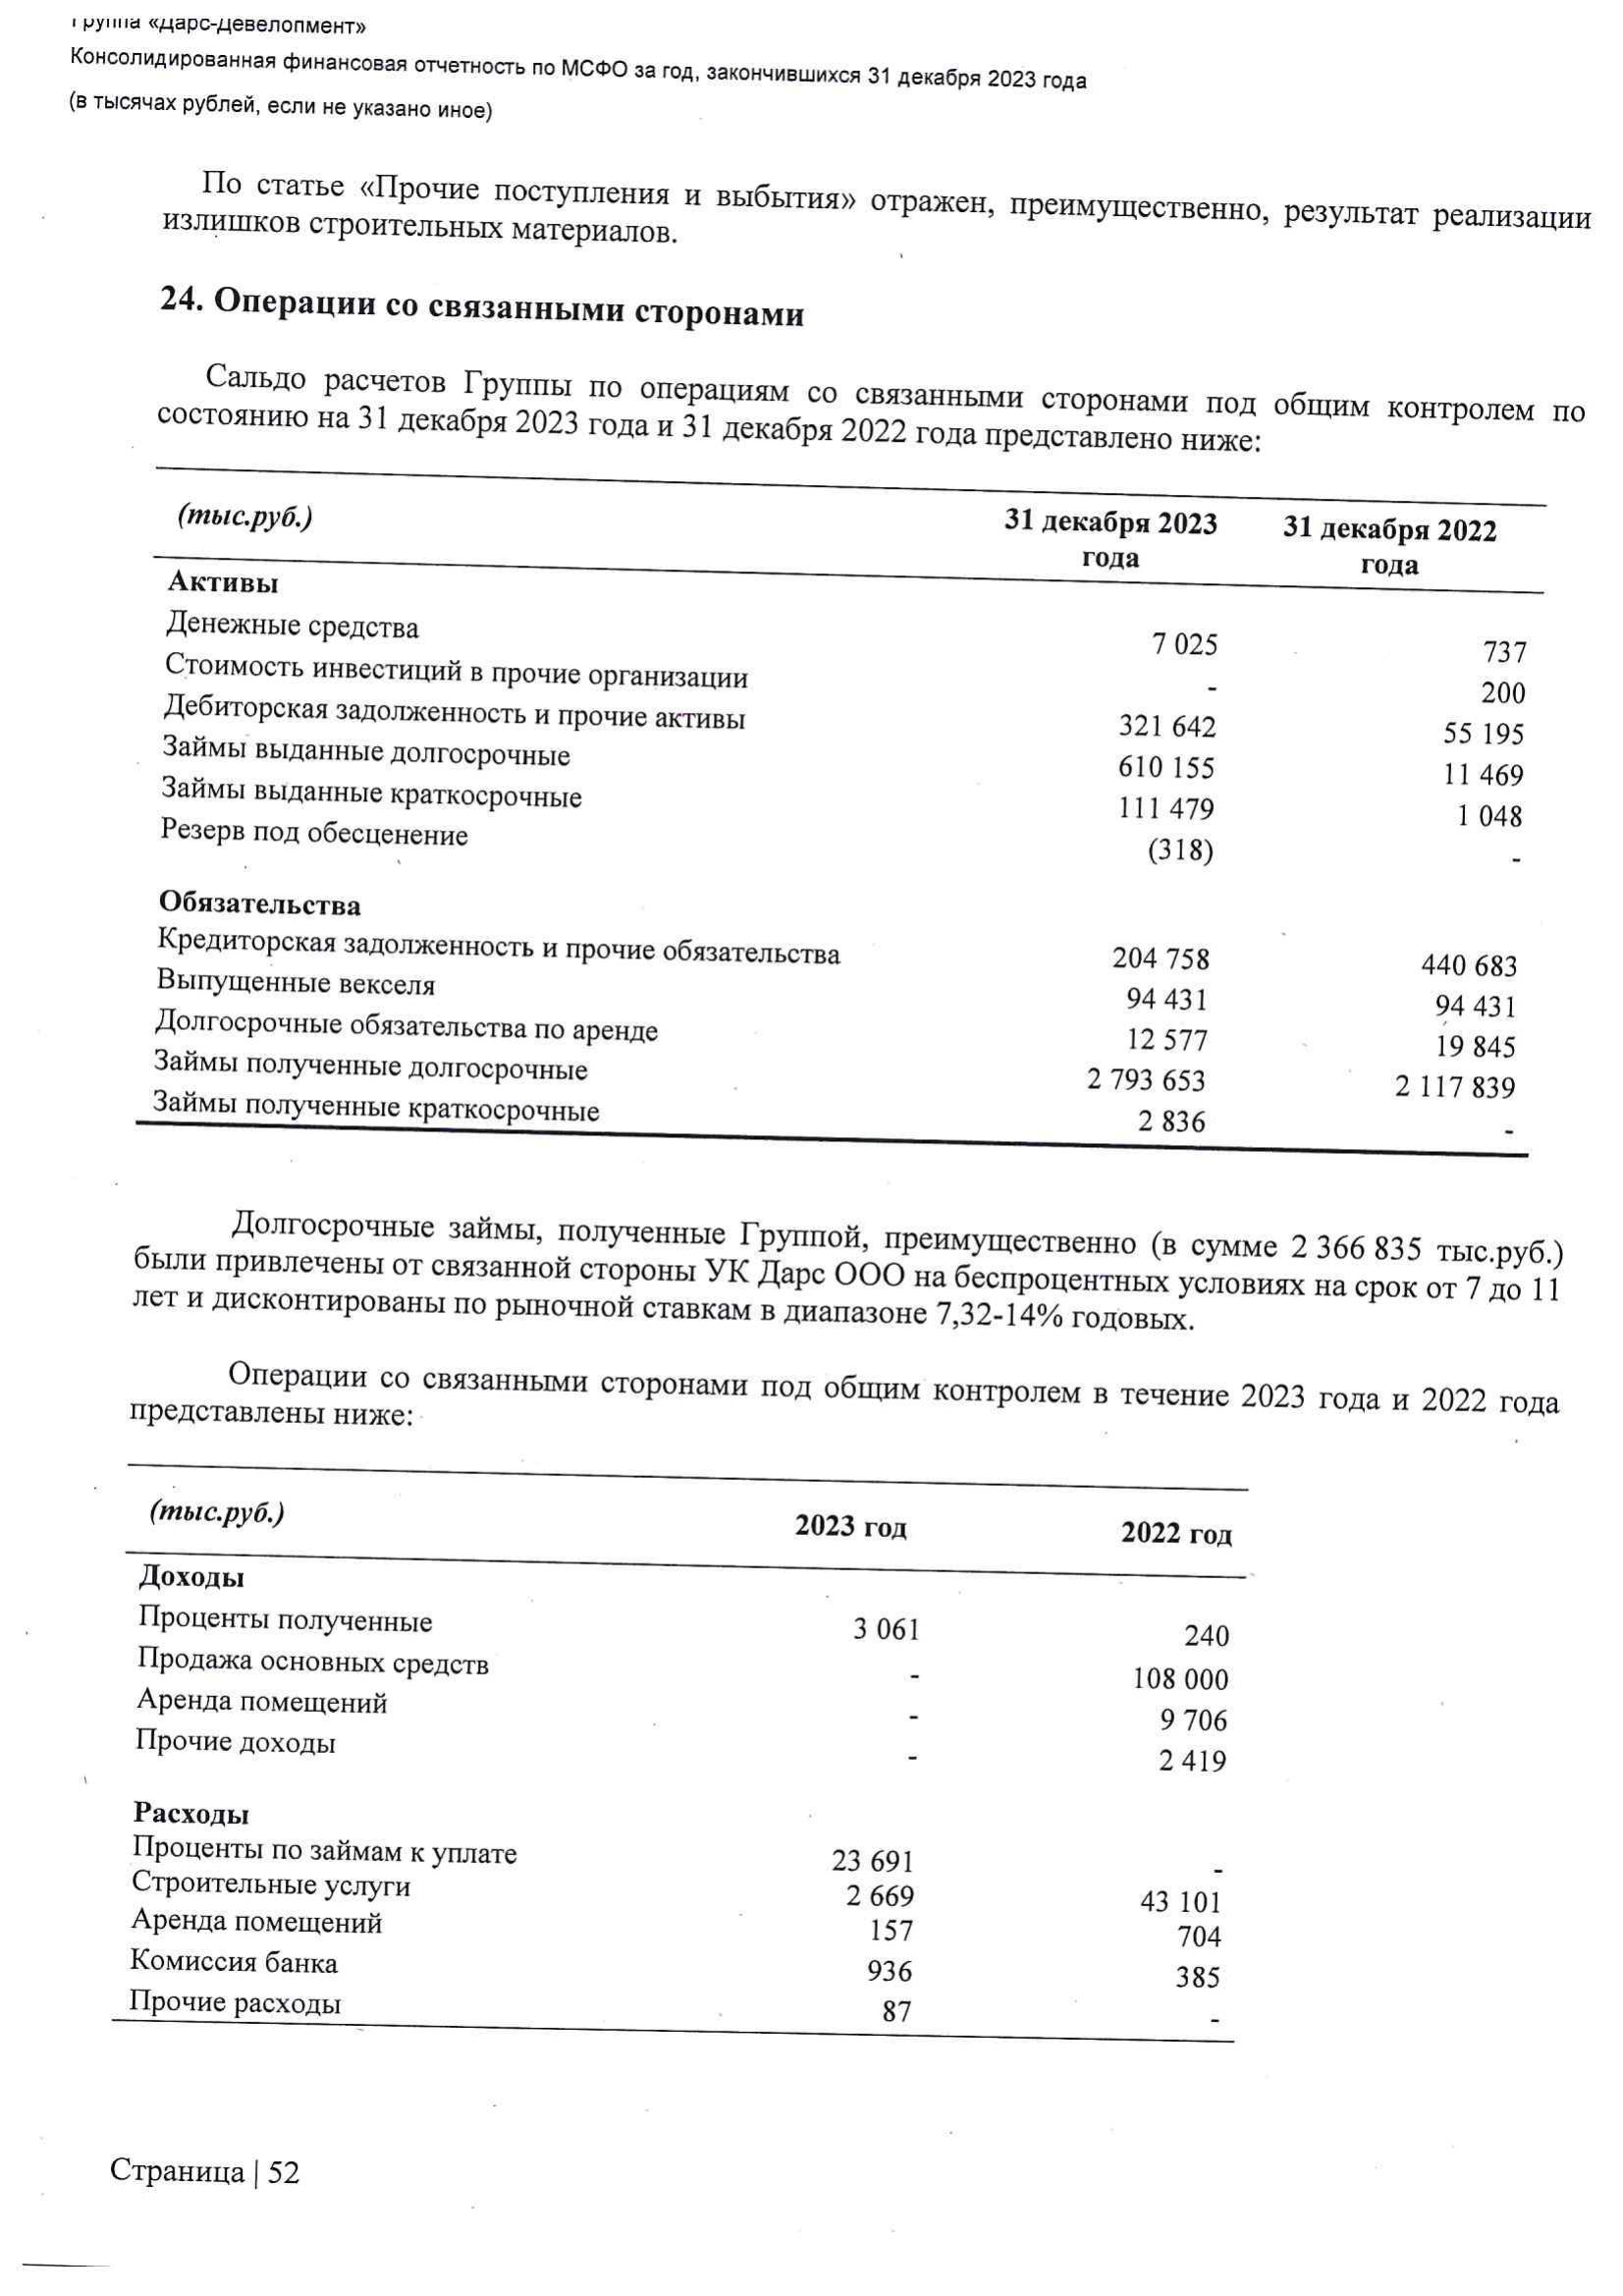 Группа «Дарс-Девелопмент»
Консолидированная финансовая отчетность по МСФО за год, закончившихся 31 декабря 2023 года
(в тысячах рублей, если не указано иное)
По статье «Прочие поступления и выбытия» отражен, преимущественно, результат реализации
излишков строительных материалов.
24. Операции со связанными сторонами
Сальдо расчетов Группы по операциям со связанными сторонами под общим контролем по
состоянию на 31 декабря 2023 года и 31 декабря 2022 года представлено ниже:
(тыс.руб.) 31 декабря 2023 года 31 декабря 2022 года
Активы
Денежные средства 7 025 737
Стоимость инвестиций в прочие организации - 200
Дебиторская задолженность и прочие активы 321 642 55 195
Займы выданные долгосрочные 610 155 11 469
Займы выданные краткосрочные 111 479 1 048
Резерв под обесценение (318) -
Обязательства
Кредиторская задолженность и прочие обязательства 204 758 440 683
Выпущенные векселя 94 431 94 431
Долгосрочные обязательства по аренде 12 577 19 845
Займы полученные долгосрочные 2 793 653 2 117 839
Займы полученные краткосрочные 2 836 -
Долгосрочные займы, полученные Группой, преимущественно (в сумме 2 366 835 тыс.руб.)
были привлечены от связанной стороны УК Дарс ООО на беспроцентных условиях на срок от 7 до 11
лет и дисконтированы по рыночной ставкам в диапазоне 7,32-14% годовых.
Операции со связанными сторонами под общим контролем в течение 2023 года и 2022 года
представлены ниже:
(тыс.руб.) 2023 год 2022 год
Доходы
Проценты полученные 3 061 240
Продажа основных средств - 108 000
Аренда помещений - 9 706
Прочие доходы - 2 419
Расходы
Проценты по займам к уплате 23 691 -
Строительные услуги 2 669 43 101
Аренда помещений 157 704
Комиссия банка 936 385
Прочие расходы 87 -
Страница | 52